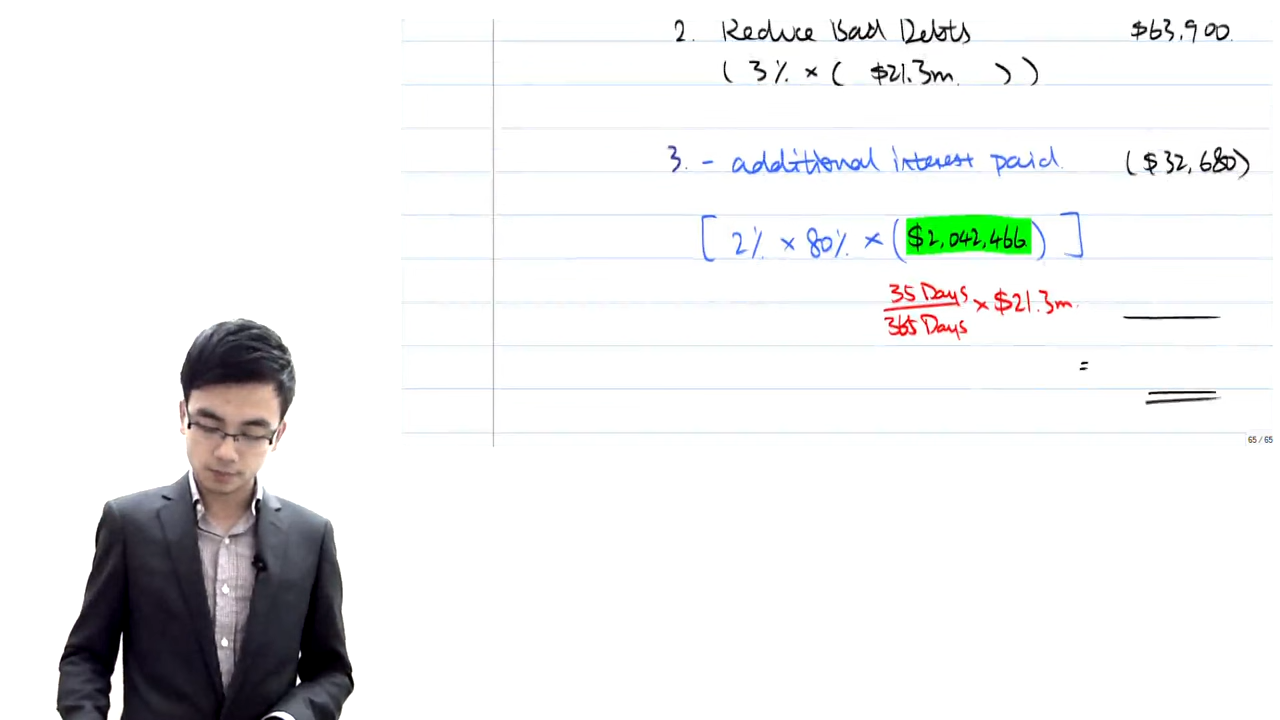 2. Reduce Bad Debts $63,900.
(3% × ( $21.3m. ))
3. - additional interest paid. ($32,680)
[ 2% × 80% × ($2,042,466) ]
35 Days × $21.3m.
365 Days
=
65 / 65